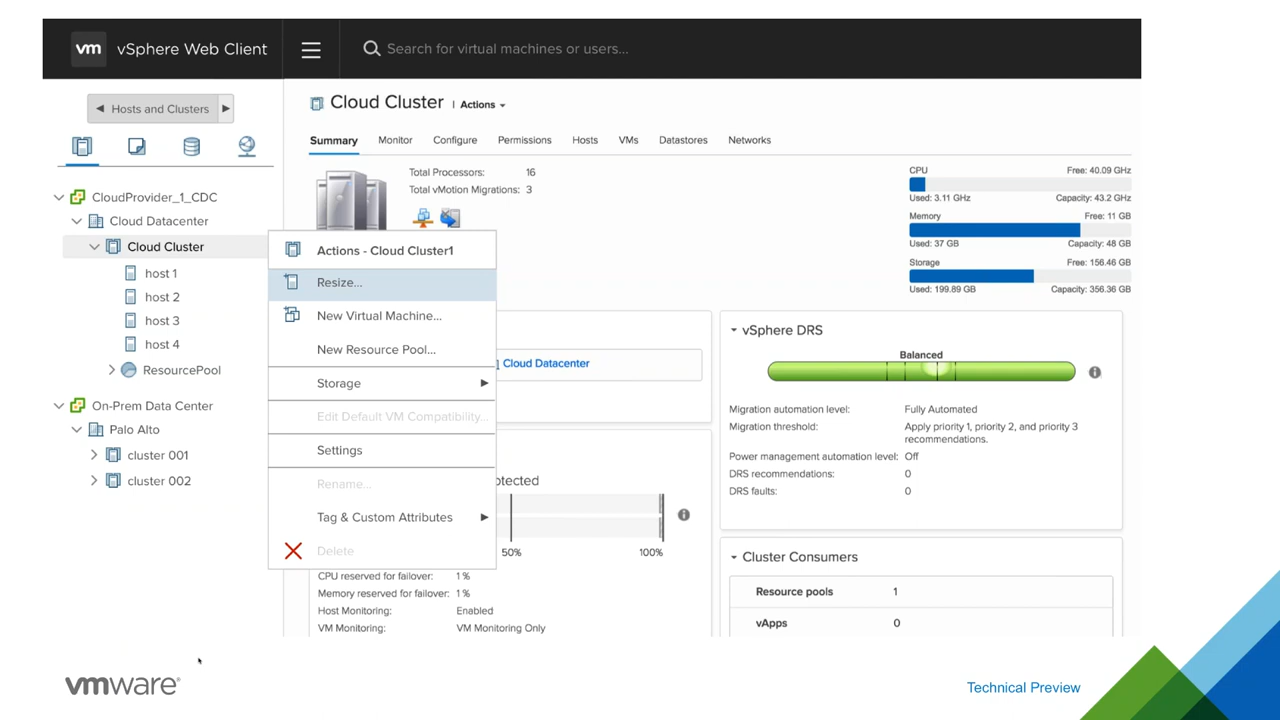 vm vSphere Web Client
Search for virtual machines or users...
Hosts and Clusters
CloudProvider_1_CDC
Cloud Datacenter
Cloud Cluster
host 1
host 2
host 3
host 4
ResourcePool
On-Prem Data Center
Palo Alto
cluster 001
cluster 002
Cloud Cluster
Actions
Summary Monitor Configure Permissions Hosts VMs Datastores Networks
Total Processors: 16
Total vMotion Migrations: 3
CPU Free: 40.09 GHz
Used: 3.11 GHz Capacity: 43.2 GHz
Memory Free: 11 GB
Used: 37 GB Capacity: 48 GB
Storage Free: 156.46 GB
Used: 199.89 GB Capacity: 356.36 GB
Actions - Cloud Cluster1
Resize...
New Virtual Machine...
New Resource Pool...
Storage
Edit Default VM Compatibility...
Settings
Rename...
Tag & Custom Attributes
Delete
Cloud Datacenter
otected
50% 100%
CPU reserved for failover: 1 %
Memory reserved for failover: 1 %
Host Monitoring: Enabled
VM Monitoring: VM Monitoring Only
vSphere DRS
Balanced
Migration automation level: Fully Automated
Migration threshold: Apply priority 1, priority 2, and priority 3
recommendations.
Power management automation level: Off
DRS recommendations: 0
DRS faults: 0
Cluster Consumers
Resource pools 1
vApps 0
vmware®
Technical Preview